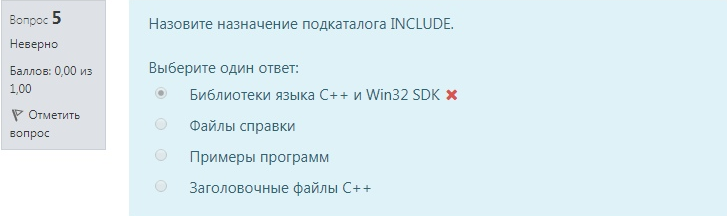 Вопрос 5
Неверно
Баллов: 0,00 из
1,00
Отметить
вопрос
Назовите назначение подкаталога INCLUDE.
Выберите один ответ:
Библиотеки языка C++ и Win32 SDK
Файлы справки
Примеры программ
Заголовочные файлы C++